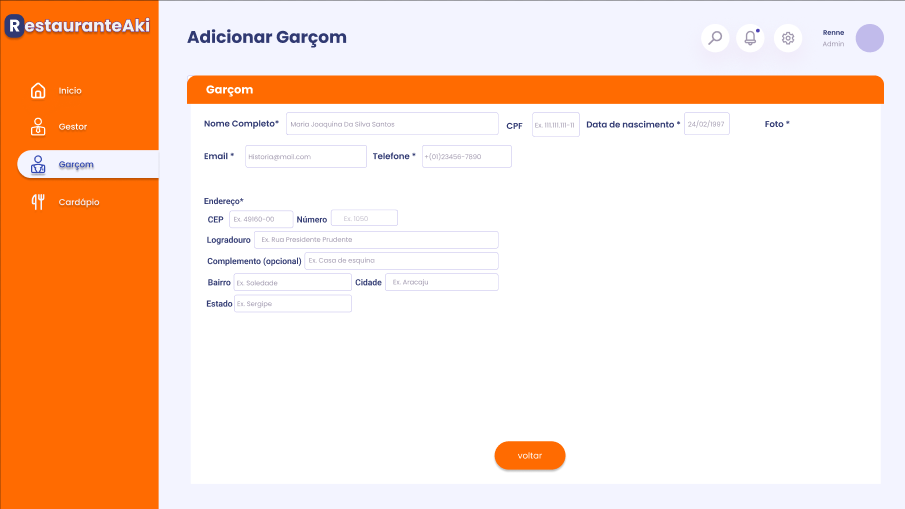 RestauranteAki
Adicionar Garçom
Renne
Admin
Início
Gestor
Garçom
Cardápio
Garçom
Nome Completo* Maria Joaquina Da Silva Santos CPF Ex. 111.111.111-11 Data de nascimento * 24/02/1997 Foto *
Email * Historia@mail.com Telefone * +(01)23456-7890
Endereço*
CEP Ex. 49160-00. Número Ex. 1090
Logradouro Ex. Rua Presidente Prudente
Complemento (opcional) Ex. Casa de esquina
Bairro Ex. Soledade Cidade Ex. Aracaju
Estado Ex. Sergipe
voltar